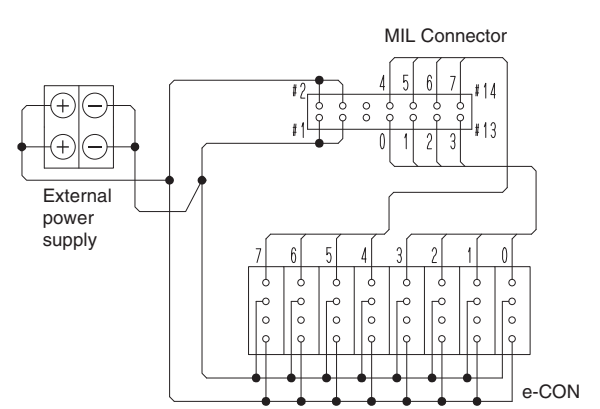 MIL Connector
#2 4 5 6 7 #14
+ − + −
#1 0 1 2 3 #13
External
power
supply
7 6 5 4 3 2 1 0
e-CON